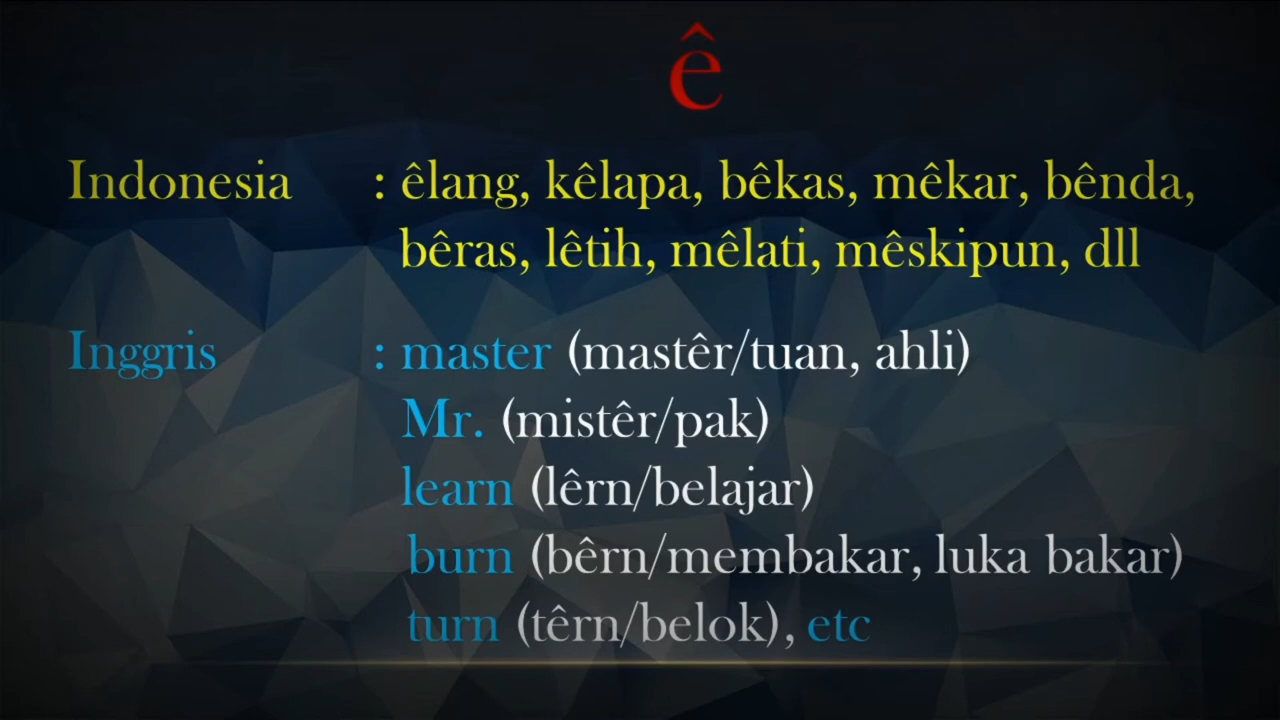 ê
Indonesia : êlang, kêlapa, bêkas, mêkar, bênda,
bêras, lêtih, mêlati, mêskipun, dll
Inggris : master (mastêr/tuan, ahli)
Mr. (mistêr/pak)
learn (lêrn/belajar)
burn (bêrn/membakar, luka bakar)
turn (têrn/belok), etc